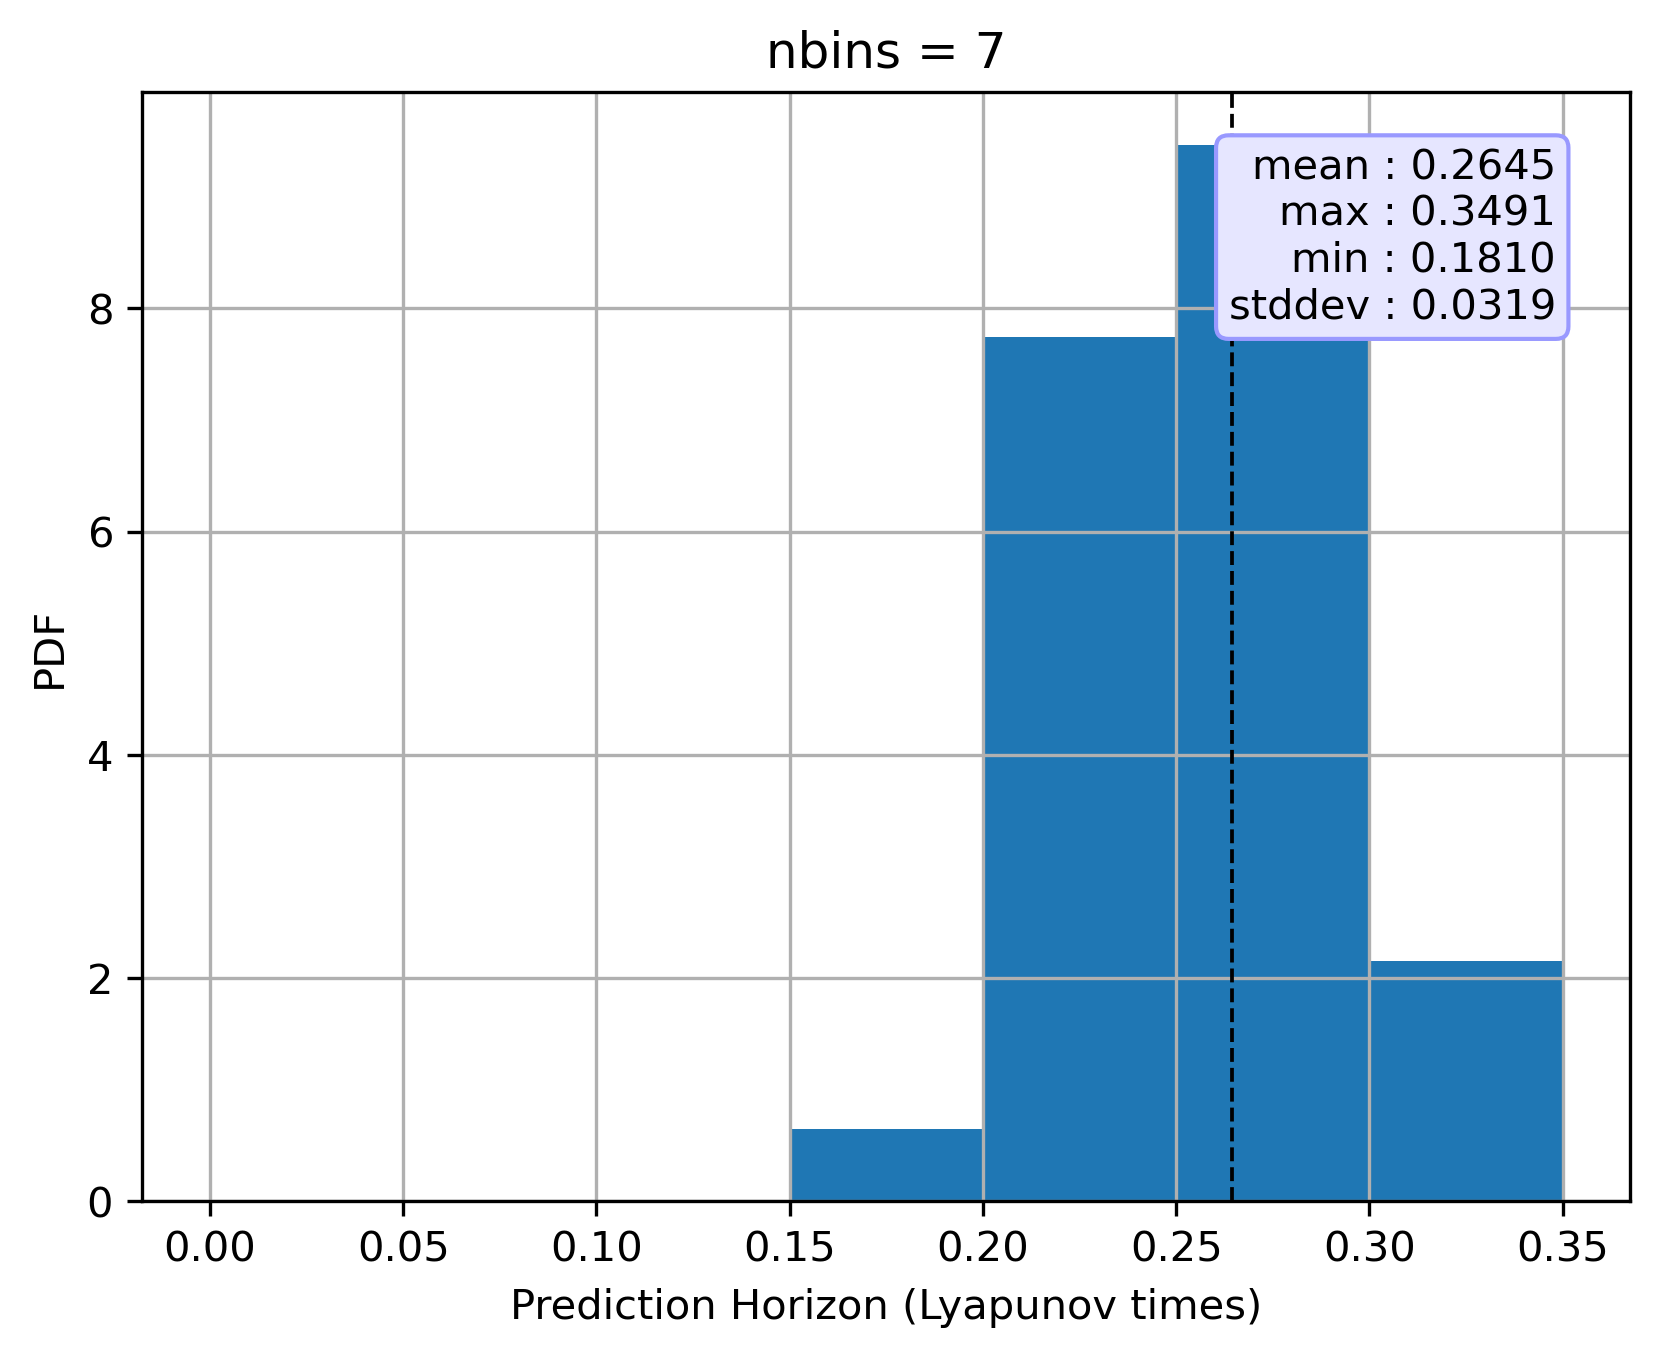 nbins = 7
mean : 0.2645
max : 0.3491
min : 0.1810
stddev : 0.0319
8
6
4
2
0
PDF
0.00 0.05 0.10 0.15 0.20 0.25 0.30 0.35
Prediction Horizon (Lyapunov times)